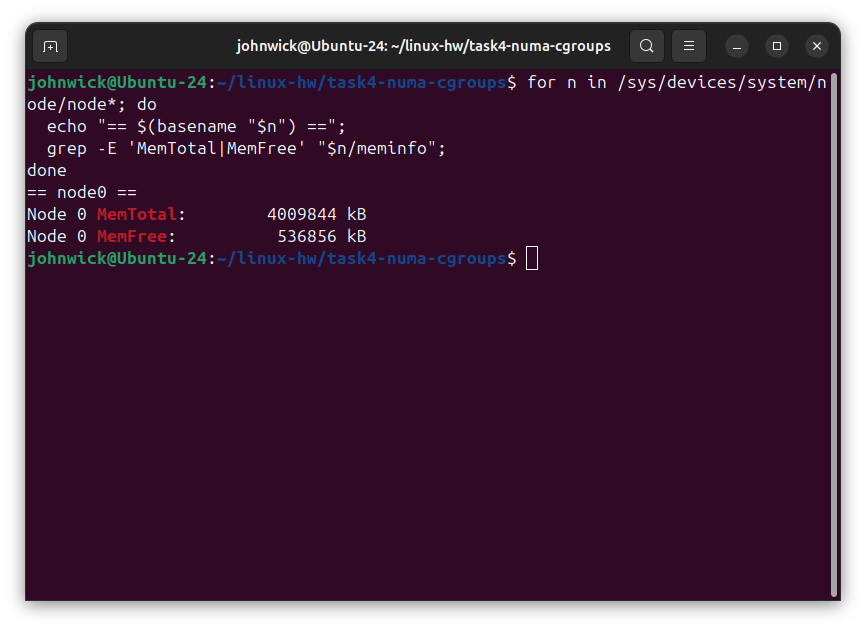 johnwick@Ubuntu-24: ~/linux-hw/task4-numa-cgroups
johnwick@Ubuntu-24:~/linux-hw/task4-numa-cgroups$ for n in /sys/devices/system/n
ode/node*; do
  echo "== $(basename "$n") ==";
  grep -E 'MemTotal|MemFree' "$n/meminfo";
done
== node0 ==
Node 0 MemTotal:        4009844 kB
Node 0 MemFree:          536856 kB
johnwick@Ubuntu-24:~/linux-hw/task4-numa-cgroups$